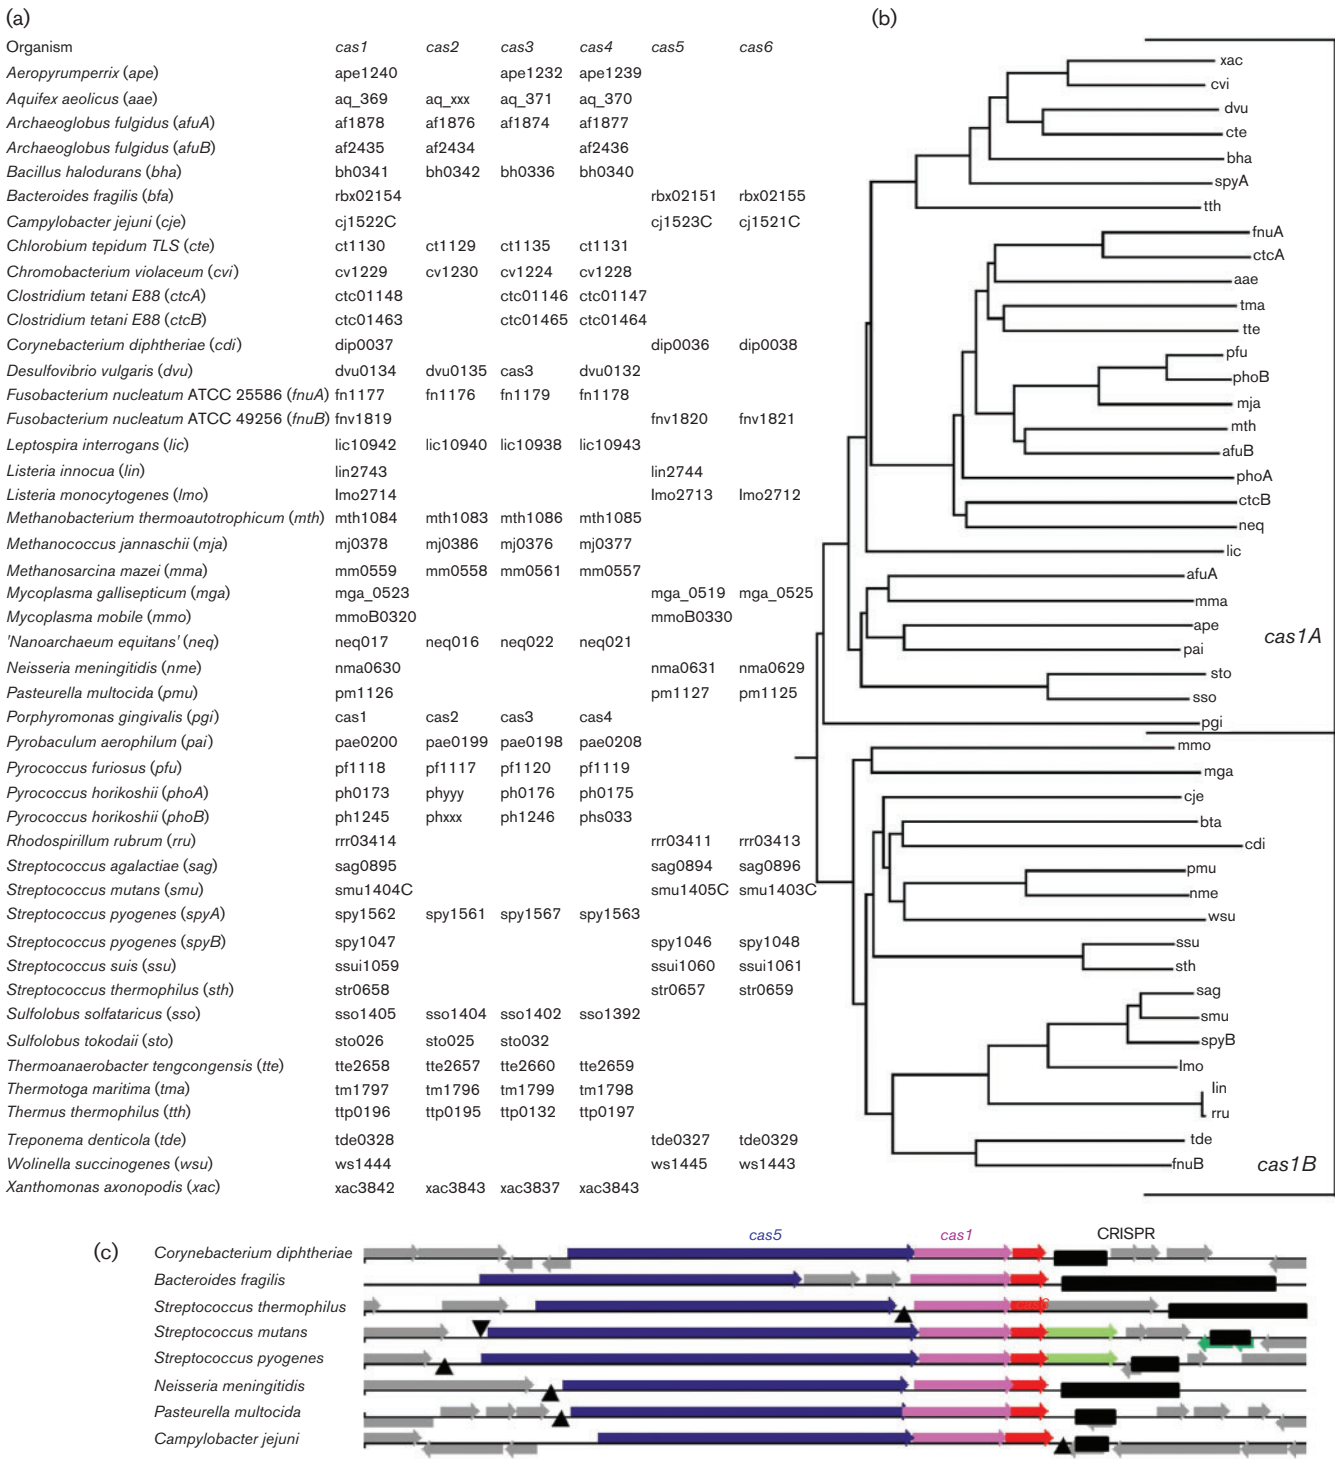 (a)
Organism cas1 cas2 cas3 cas4 cas5 cas6
Aeropyrumperrix (ape) ape1240 ape1232 ape1239
Aquifex aeolicus (aae) aq_369 aq_xxx aq_371 aq_370
Archaeoglobus fulgidus (afuA) af1878 af1876 af1874 af1877
Archaeoglobus fulgidus (afuB) af2435 af2434 af2436
Bacillus halodurans (bha) bh0341 bh0342 bh0336 bh0340
Bacteroides fragilis (bfa) rbx02154 rbx02151 rbx02155
Campylobacter jejuni (cje) cj1522C cj1523C cj1521C
Chlorobium tepidum TLS (cte) ct1130 ct1129 ct1135 ct1131
Chromobacterium violaceum (cvi) cv1229 cv1230 cv1224 cv1228
Clostridium tetani E88 (ctcA) ctc01148 ctc01146 ctc01147
Clostridium tetani E88 (ctcB) ctc01463 ctc01465 ctc01464
Corynebacterium diphtheriae (cdi) dip0037 dip0036 dip0038
Desulfovibrio vulgaris (dvu) dvu0134 dvu0135 cas3 dvu0132
Fusobacterium nucleatum ATCC 25586 (fnuA) fn1177 fn1176 fn1179 fn1178
Fusobacterium nucleatum ATCC 49256 (fnuB) fnv1819 fnv1820 fnv1821
Leptospira interrogans (lic) lic10942 lic10940 lic10938 lic10943
Listeria innocua (lin) lin2743 lin2744
Listeria monocytogenes (lmo) lmo2714 lmo2713 lmo2712
Methanobacterium thermoautotrophicum (mth) mth1084 mth1083 mth1086 mth1085
Methanococcus jannaschii (mja) mj0378 mj0386 mj0376 mj0377
Methanosarcina mazei (mma) mm0559 mm0558 mm0561 mm0557
Mycoplasma gallisepticum (mga) mga_0523 mga_0519 mga_0525
Mycoplasma mobile (mmo) mmoB0320 mmoB0330
'Nanoarchaeum equitans' (neq) neq017 neq016 neq022 neq021
Neisseria meningitidis (nme) nma0630 nma0631 nma0629
Pasteurella multocida (pmu) pm1126 pm1127 pm1125
Porphyromonas gingivalis (pgi) cas1 cas2 cas3 cas4
Pyrobaculum aerophilum (pai) pae0200 pae0199 pae0198 pae0208
Pyrococcus furiosus (pfu) pf1118 pf1117 pf1120 pf1119
Pyrococcus horikoshii (phoA) ph0173 phyyy ph0176 ph0175
Pyrococcus horikoshii (phoB) ph1245 phxxx ph1246 phs033
Rhodospirillum rubrum (rru) rrr03414 rrr03411 rrr03413
Streptococcus agalactiae (sag) sag0895 sag0894 sag0896
Streptococcus mutans (smu) smu1404C smu1405C smu1403C
Streptococcus pyogenes (spyA) spy1562 spy1561 spy1567 spy1563
Streptococcus pyogenes (spyB) spy1047 spy1046 spy1048
Streptococcus suis (ssu) ssui1059 ssui1060 ssui1061
Streptococcus thermophilus (sth) str0658 str0657 str0659
Sulfolobus solfataricus (sso) sso1405 sso1404 sso1402 sso1392
Sulfolobus tokodaii (sto) sto026 sto025 sto032
Thermoanaerobacter tengcongensis (tte) tte2658 tte2657 tte2660 tte2659
Thermotoga maritima (tma) tm1797 tm1796 tm1799 tm1798
Thermus thermophilus (tth) ttp0196 ttp0195 ttp0132 ttp0197
Treponema denticola (tde) tde0328 tde0327 tde0329
Wolinella succinogenes (wsu) ws1444 ws1445 ws1443
Xanthomonas axonopodis (xac) xac3842 xac3843 xac3837 xac3843
(b)
xac
cvi
dvu
cte
bha
spyA
tth
fnuA
ctcA
aae
tma
tte
pfu
phoB
mja
mth
afuB
phoA
ctcB
neq
lic
afuA
mma
ape
cas1A
pai
sto
sso
pgi
mmo
mga
cje
bta
cdi
pmu
nme
wsu
ssu
sth
sag
smu
spyB
lmo
lin
rru
tde
fnuB
cas1B
(c)
cas5 cas1 CRISPR
Corynebacterium diphtheriae
Bacteroides fragilis
Streptococcus thermophilus cas6
Streptococcus mutans
Streptococcus pyogenes
Neisseria meningitidis
Pasteurella multocida
Campylobacter jejuni